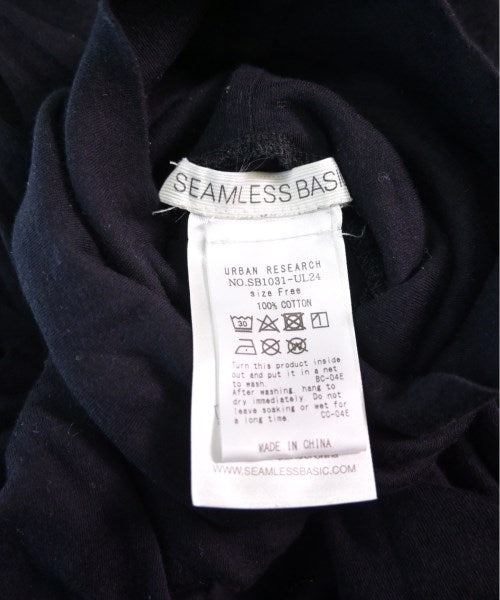 SEAMLESS BASI
URBAN RESEARCH
NO.SB1031-UL24
size Free
100% COTTON
30
Turn this product inside
out and put it in a net
to wash. BC-04E
After washing, hang to
dry immediately. Do not
leave soaking or wet for
a long time. CC-04E
MADE IN CHINA
WWW.SEAMLESSBASIC.COM